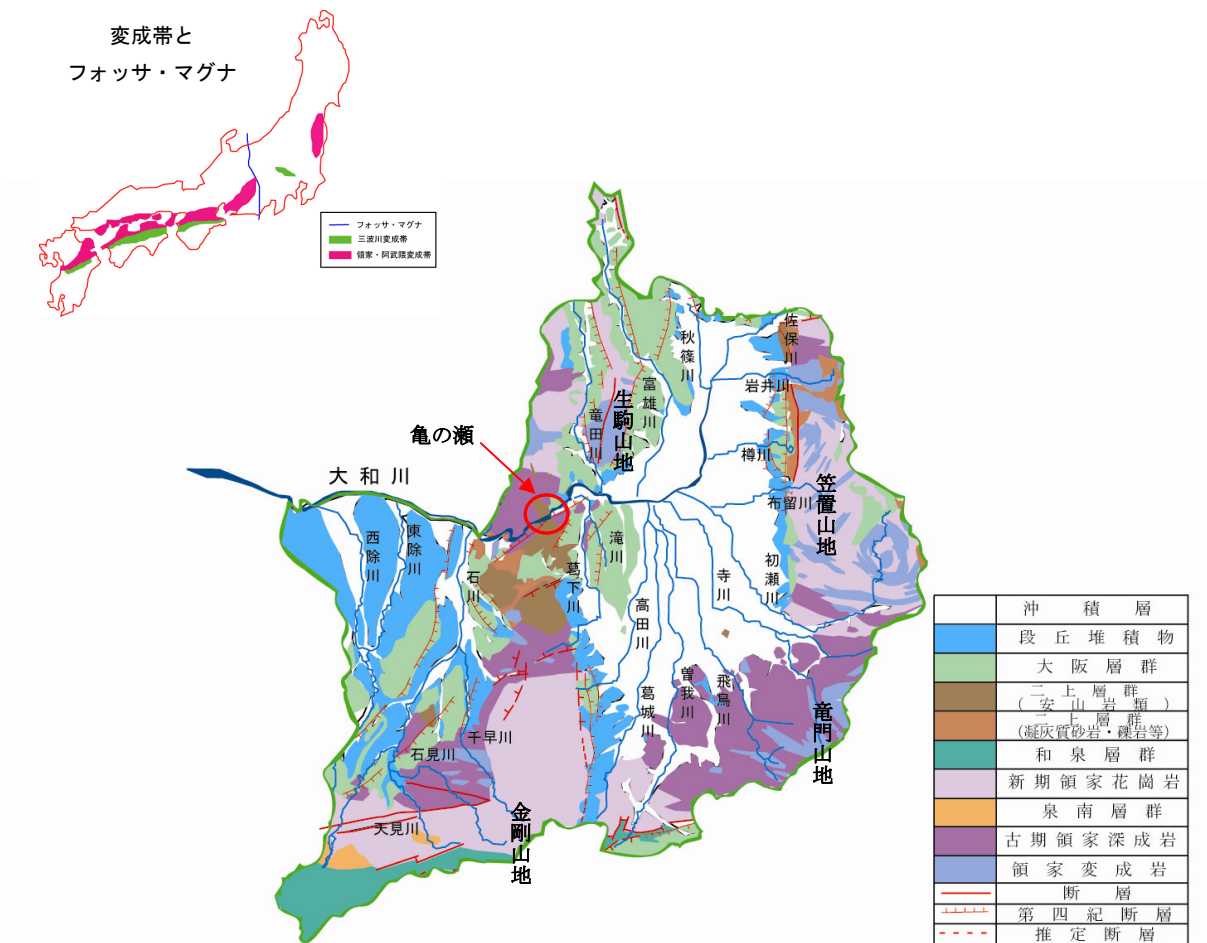 変成帯と
フォッサ・マグナ
フォッサ・マグナ
三波川変成帯
領家・阿武隈変成帯
佐保川
秋篠川
岩井川
富雄川
生駒山地
竜田川
亀の瀬
樽川
大和川
笠置山地
布留川
西除川
東除川
滝川
初瀬川
石川
葛下川
寺川
高田川
曽我川
飛鳥川
葛城川
竜門山地
千早川
石見川
金剛山地
天見川
沖積層
段丘堆積物
大阪層群
二上層群
(安山岩類)
二上層群
(凝灰質砂岩・礫岩等)
和泉層群
新期領家花崗岩
泉南層群
古期領家深成岩
領家変成岩
断層
第四紀断層
推定断層